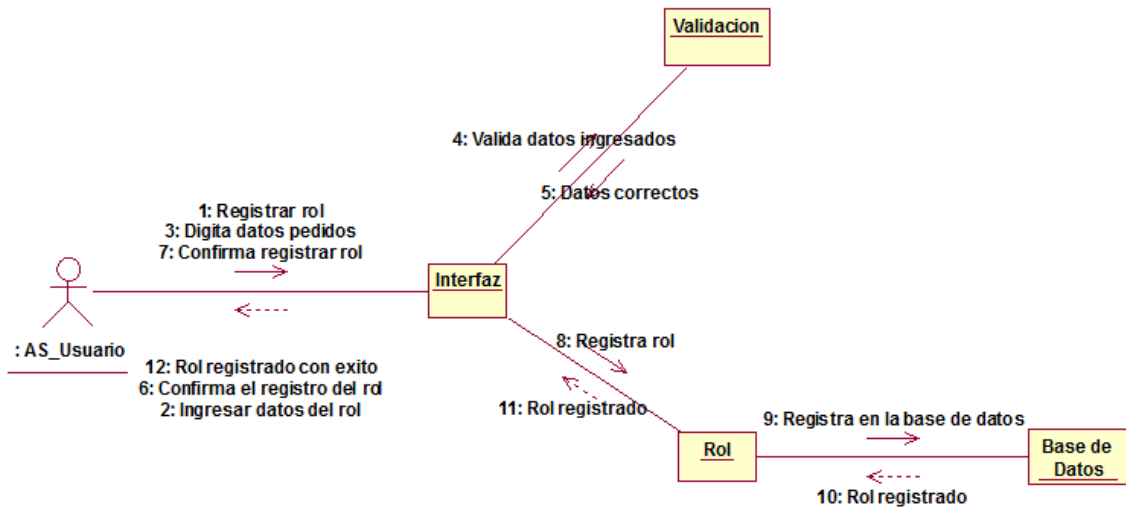 Validacion
4: Valida datos ingresados
5: Datos correctos
1: Registrar rol
3: Digita datos pedidos
7: Confirma registrar rol
Interfaz
: AS_Usuario
12: Rol registrado con exito
6: Confirma el registro del rol
2: Ingresar datos del rol
8: Registra rol
11: Rol registrado
9: Registra en la base de datos
Rol
Base de
Datos
10: Rol registrado